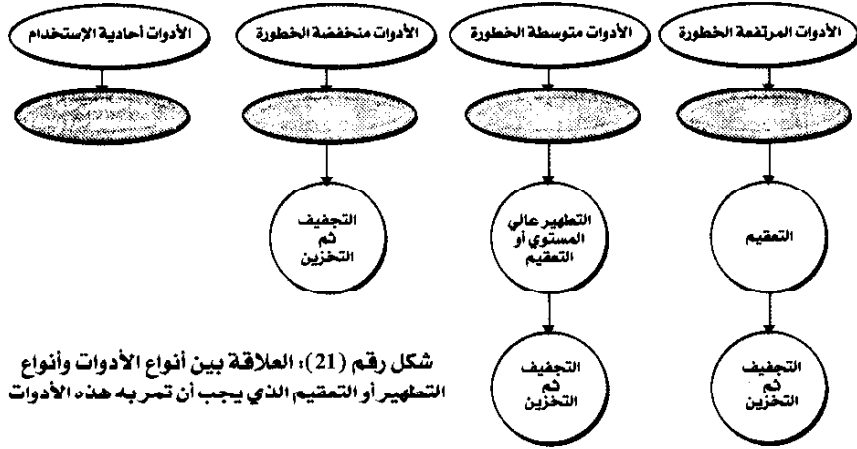 الأدوات المرتفعة الخطورة
الأدوات متوسطة الخطورة
الأدوات منخفضة الخطورة
الأدوات أحادية الإستخدام
التعقيم
التطهير عالي
المستوي أو
التعقيم
التجفيف
ثم
التخزين
التجفيف
ثم
التخزين
التجفيف
ثم
التخزين
شكل رقم (21): العلاقة بين أنواع الأدوات وأنواع
التطهير أو التعقيم الذي يجب أن تمر به هذه الأدوات